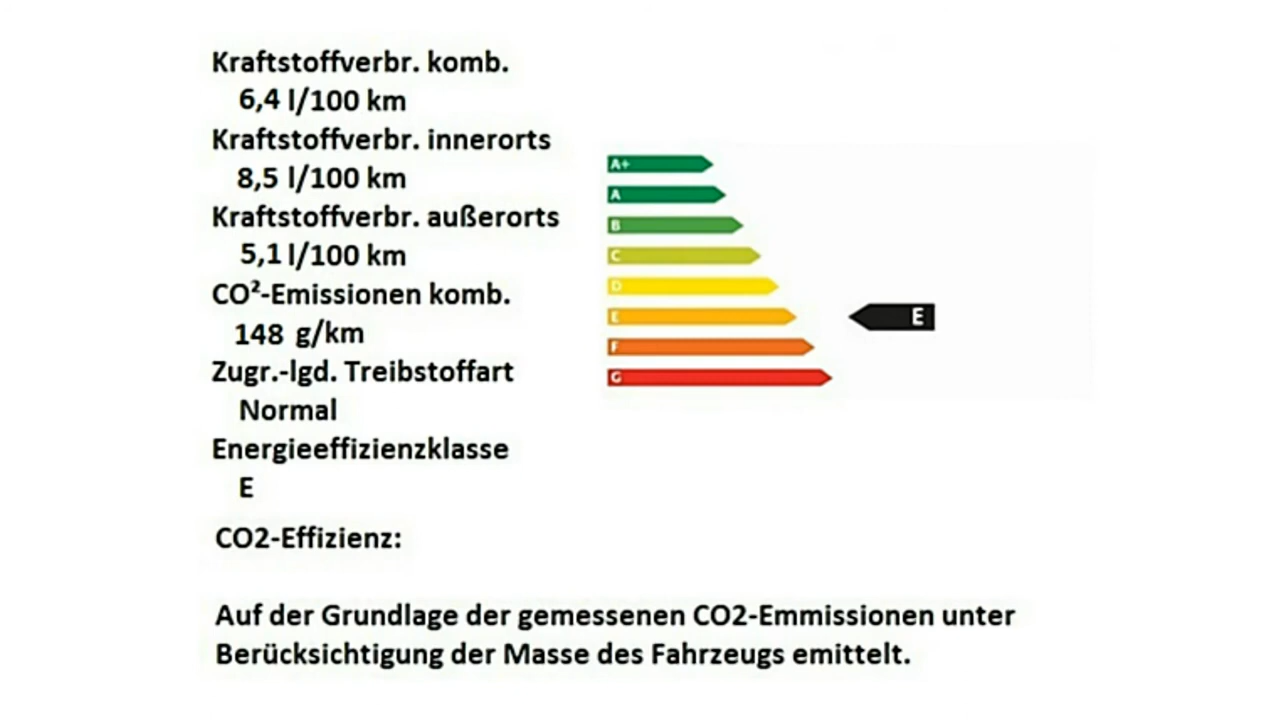 Kraftstoffverbr. komb.
6,4 l/100 km
Kraftstoffverbr. innerorts
8,5 l/100 km
Kraftstoffverbr. außerorts
5,1 l/100 km
CO²-Emissionen komb.
148 g/km
Zugr.-lgd. Treibstoffart
Normal
Energieeffizienzklasse
E
A+
A
B
C
D
E
E
F
G
CO2-Effizienz:
Auf der Grundlage der gemessenen CO2-Emmissionen unter
Berücksichtigung der Masse des Fahrzeugs emittelt.